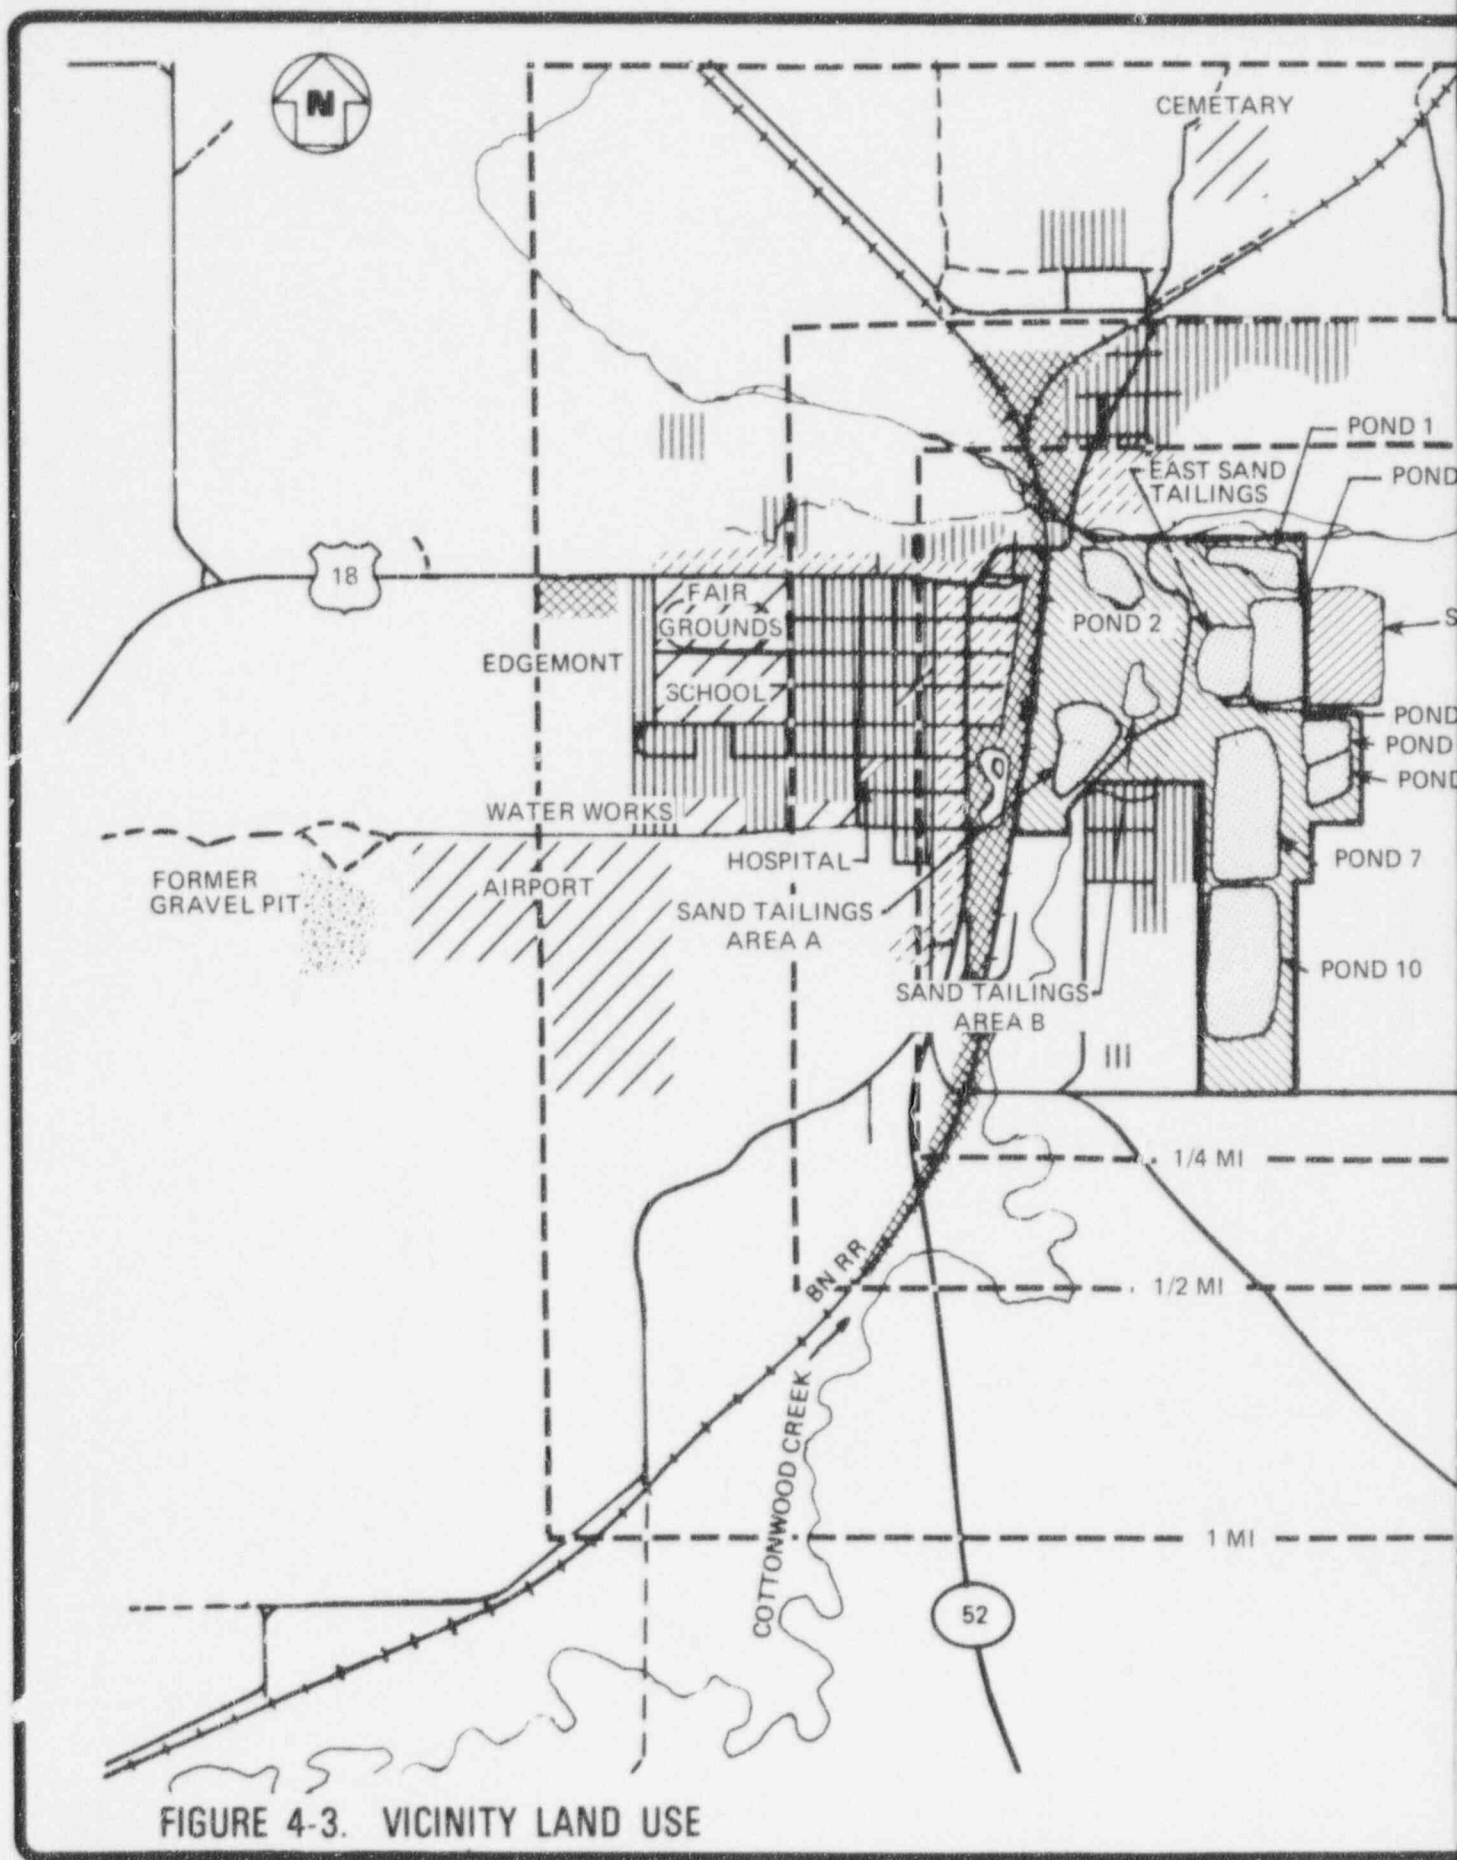 N
CEMETARY
POND 1
EAST SAND
TAILINGS
POND
18
FAIR
GROUNDS
POND 2
S
EDGEMONT
SCHOOL
POND
POND
POND
WATER WORKS
HOSPITAL
POND 7
FORMER
GRAVEL PIT
AIRPORT
SAND TAILINGS
AREA A
POND 10
SAND TAILINGS
AREA B
1/4 MI
BN RR
1/2 MI
COTTONWOOD CREEK
1 MI
52
FIGURE 4-3. VICINITY LAND USE